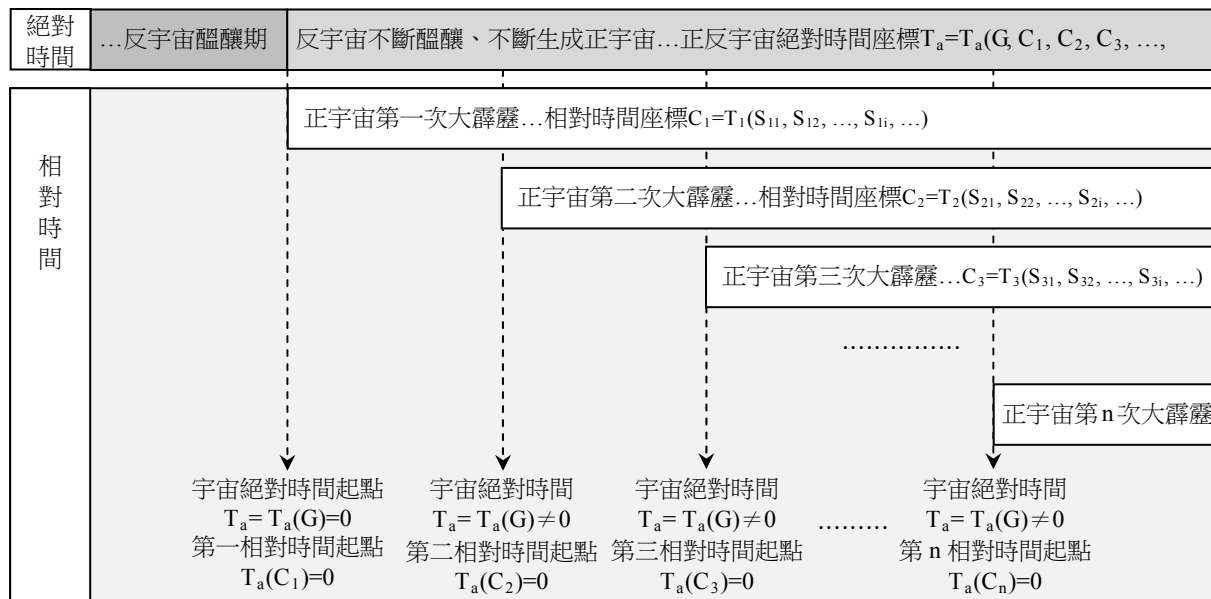 絕對
時間
…反宇宙醞釀期
反宇宙不斷醞釀、不斷生成正宇宙…正反宇宙絕對時間座標Tₐ=Tₐ(G, C₁, C₂, C₃, …,
相
對
時
間
正宇宙第一次大霹靂…相對時間座標C₁=T₁(S₁₁, S₁₂, …, S₁ᵢ, …)
正宇宙第二次大霹靂…相對時間座標C₂=T₂(S₂₁, S₂₂, …, S₂ᵢ, …)
正宇宙第三次大霹靂…C₃=T₃(S₃₁, S₃₂, …, S₃ᵢ, …)
……………
正宇宙第 n 次大霹靂
宇宙絕對時間起點 宇宙絕對時間 宇宙絕對時間 宇宙絕對時間
Tₐ= Tₐ(G)=0 Tₐ= Tₐ(G)≠0 Tₐ= Tₐ(G)≠0 ……… Tₐ= Tₐ(G)≠0
第一相對時間起點 第二相對時間起點 第三相對時間起點 第 n 相對時間起點
Tₐ(C₁)=0 Tₐ(C₂)=0 Tₐ(C₃)=0 Tₐ(Cₙ)=0